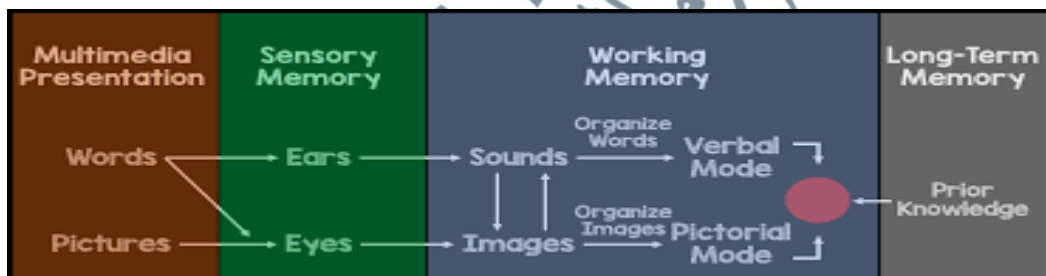 Multimedia
Presentation
Sensory
Memory
Working
Memory
Long-Term
Memory
Words
Ears
Sounds
Organize
Words
Verbal
Mode
Prior
Knowledge
Pictures
Eyes
Images
Organize
Images
Pictorial
Mode